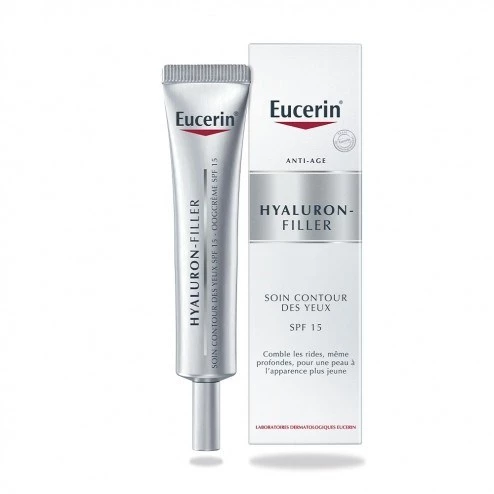 Eucerin®
HYALURON-FILLER
SOIN CONTOUR DES YEUX SPF 15 - OOGCRÈME SPF 15
Eucerin®
ANTI-AGE
HYALURON-
FILLER
SOIN CONTOUR
DES YEUX
SPF 15
Comble les rides, même
profondes, pour une peau à
l'apparence plus jeune
LABORATOIRES DERMATOLOGIQUES EUCERIN